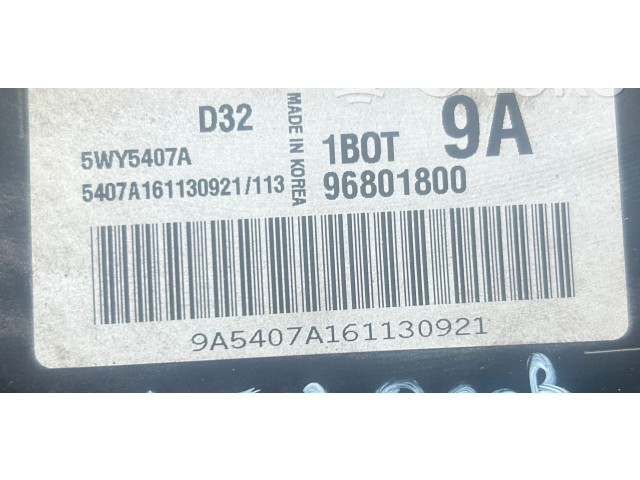 D32
MADE IN KOREA
1BOT 9A
5WY5407A
5407A161130921/113
96801800
9A5407A161130921